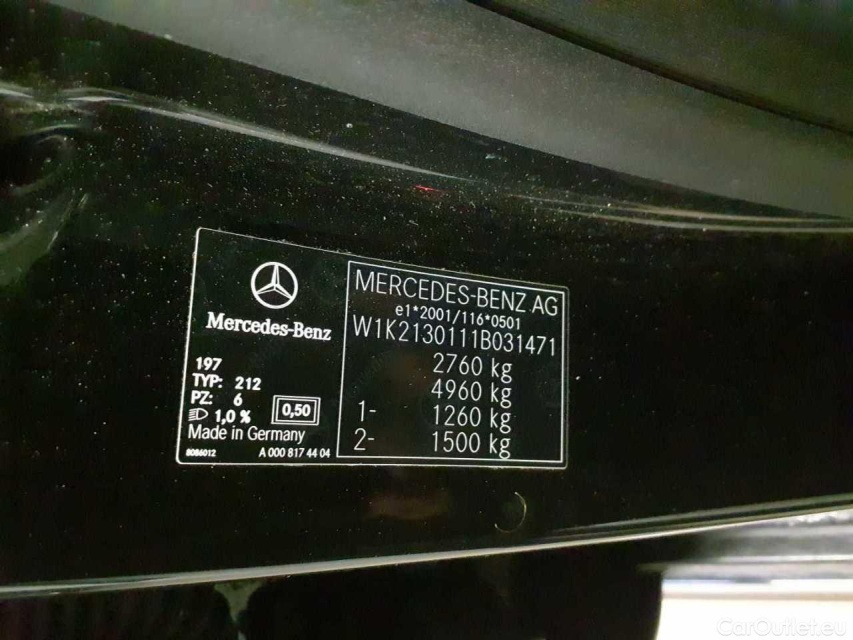 Mercedes-Benz
197
TYP: 212
PZ: 6
1,0 %
0,50
Made in Germany
6086012
A 000 817 44 04
MERCEDES-BENZ AG
e1*2001/116*0501
W1K2130111B031471
2760 kg
4960 kg
1- 1260 kg
2- 1500 kg
CarOutlet.eu